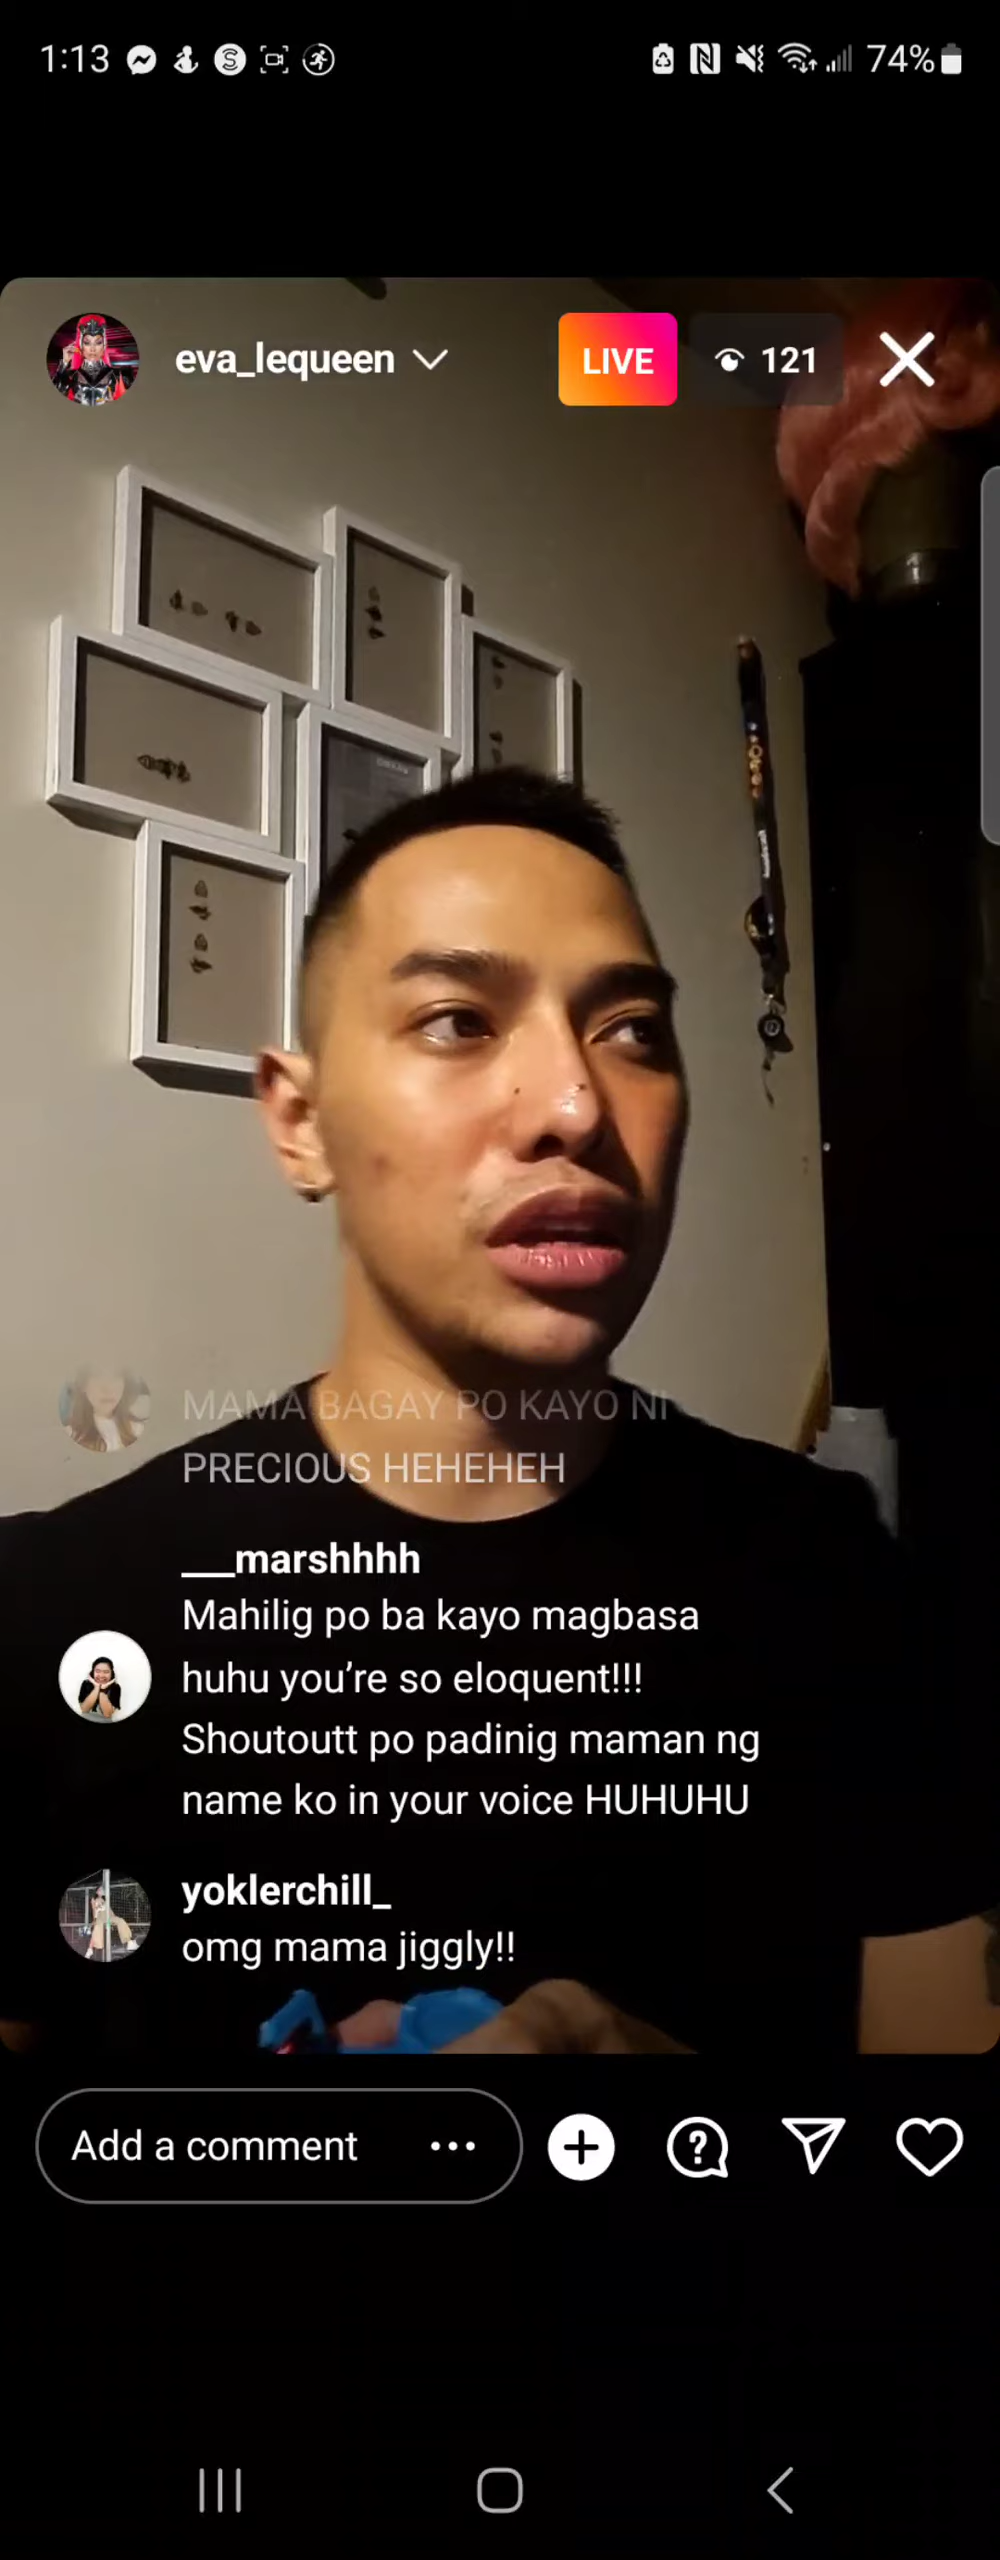 1:13
74%
eva_lequeen
LIVE
121
MAMA BAGAY PO KAYO NI
PRECIOUS HEHEHEH
___marshhhh
Mahilig po ba kayo magbasa
huhu you're so eloquent!!!
Shoutoutt po padinig maman ng
name ko in your voice HUHUHU
yoklerchill_
omg mama jiggly!!
Add a comment